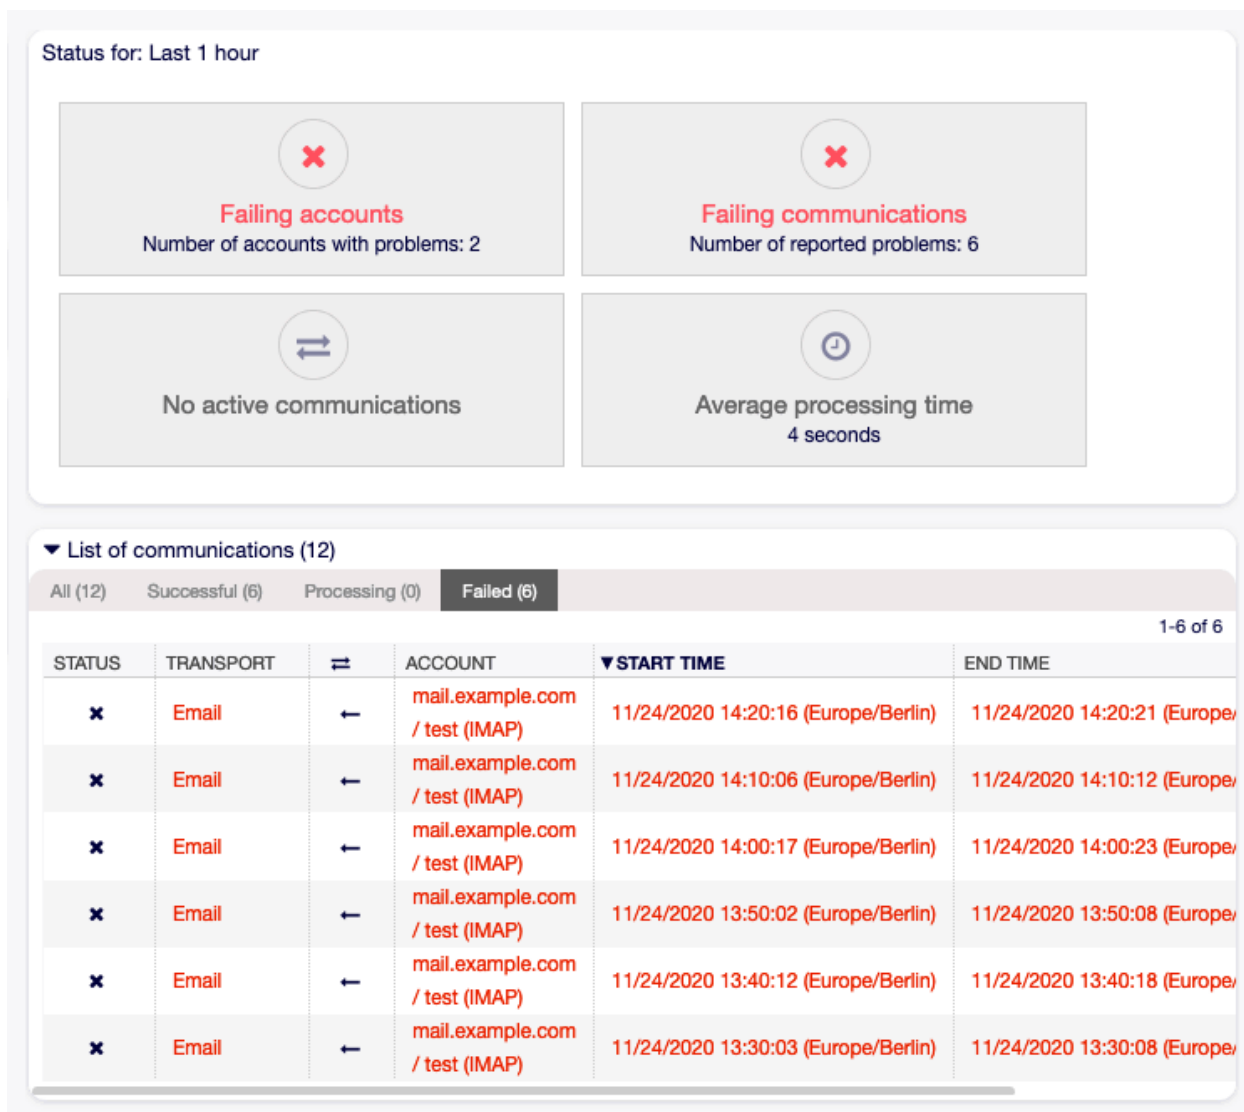 Status for: Last 1 hour
Failing accounts
Number of accounts with problems: 2
Failing communications
Number of reported problems: 6
No active communications
Average processing time
4 seconds
List of communications (12)
All (12) Successful (6) Processing (0) Failed (6)
1-6 of 6
STATUS TRANSPORT ACCOUNT START TIME END TIME
mail.example.com
Email 11/24/2020 14:20:16 (Europe/Berlin) 11/24/2020 14:20:21 (Europe/
/ test (IMAP)
mail.example.com
Email 11/24/2020 14:10:06 (Europe/Berlin) 11/24/2020 14:10:12 (Europe/
/ test (IMAP)
mail.example.com
Email 11/24/2020 14:00:17 (Europe/Berlin) 11/24/2020 14:00:23 (Europe/
/ test (IMAP)
mail.example.com
Email 11/24/2020 13:50:02 (Europe/Berlin) 11/24/2020 13:50:08 (Europe/
/ test (IMAP)
mail.example.com
Email 11/24/2020 13:40:12 (Europe/Berlin) 11/24/2020 13:40:18 (Europe/
/ test (IMAP)
mail.example.com
Email 11/24/2020 13:30:03 (Europe/Berlin) 11/24/2020 13:30:08 (Europe/
/ test (IMAP)